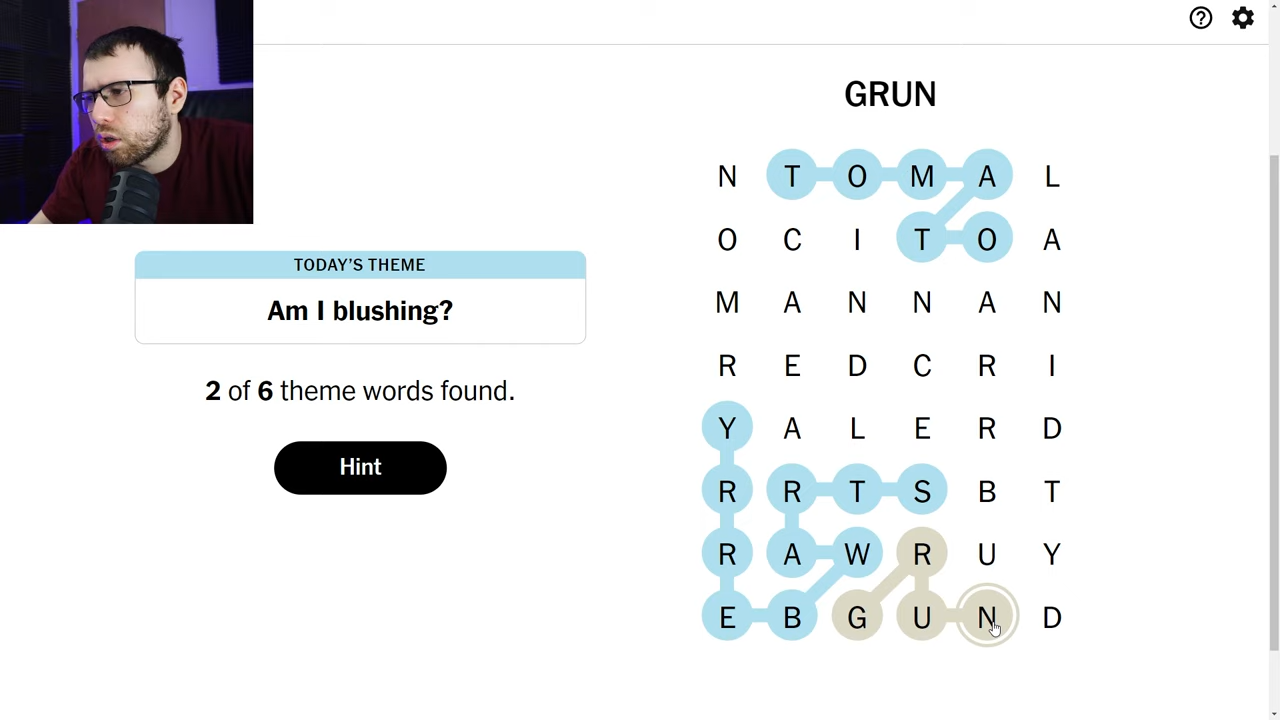 GRUN
N T O M A L
O C I T O A
TODAY'S THEME
Am I blushing?
M A N N A N
R E D C R I
2 of 6 theme words found.
Y A L E R D
Hint
R R T S B T
R A W R U Y
E B G U N D